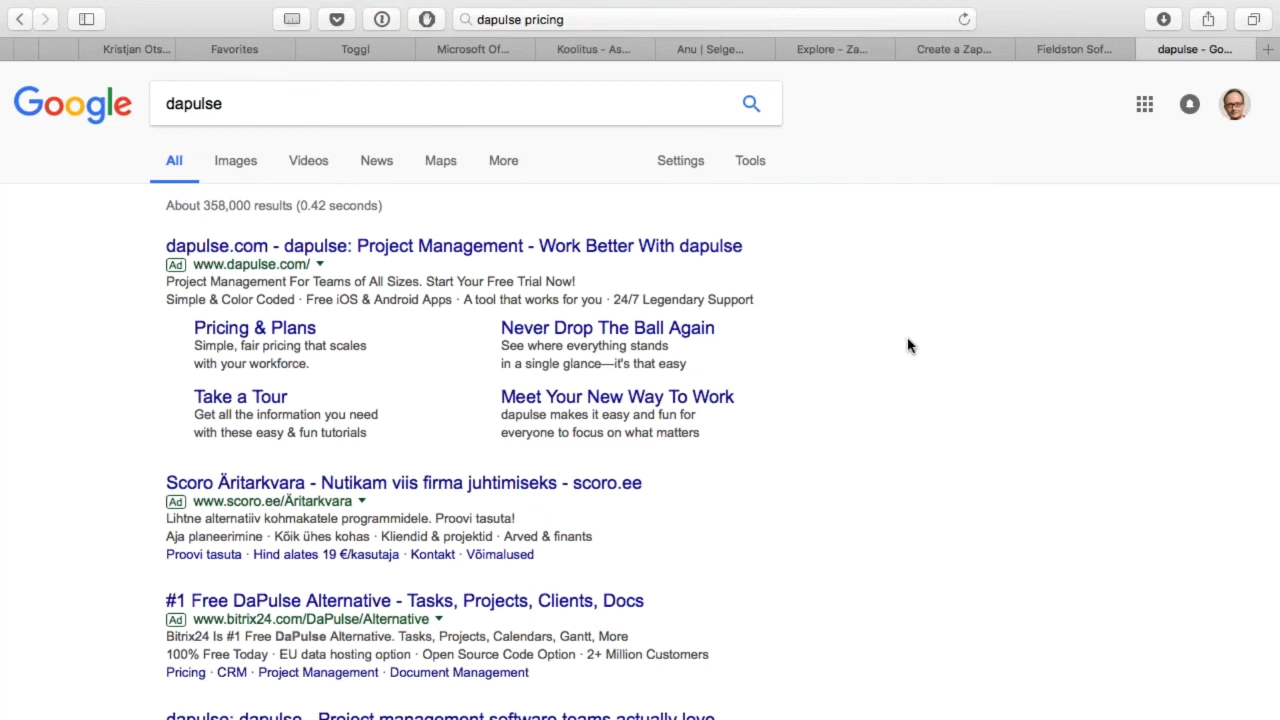 dapulse pricing
Kristjan Ots...
Favorites
Toggl
Microsoft Of...
Koolitus - As...
Anu | Selge...
Explore - Za...
Create a Zap...
Fieldston Sof...
dapulse - Go...
Google
dapulse
All
Images
Videos
News
Maps
More
Settings
Tools
About 358,000 results (0.42 seconds)
dapulse.com - dapulse: Project Management - Work Better With dapulse
Ad www.dapulse.com/
Project Management For Teams of All Sizes. Start Your Free Trial Now!
Simple & Color Coded · Free iOS & Android Apps · A tool that works for you · 24/7 Legendary Support
Pricing & Plans
Simple, fair pricing that scales
with your workforce.
Never Drop The Ball Again
See where everything stands
in a single glance—it's that easy
Take a Tour
Get all the information you need
with these easy & fun tutorials
Meet Your New Way To Work
dapulse makes it easy and fun for
everyone to focus on what matters
Scoro Äritarkvara - Nutikam viis firma juhtimiseks - scoro.ee
Ad www.scoro.ee/Äritarkvara
Lihtne alternatiiv kohmakatele programmidele. Proovi tasuta!
Aja planeerimine · Kõik ühes kohas · Kliendid & projektid · Arved & finants
Proovi tasuta · Hind alates 19 €/kasutaja · Kontakt · Võimalused
#1 Free DaPulse Alternative - Tasks, Projects, Clients, Docs
Ad www.bitrix24.com/DaPulse/Alternative
Bitrix24 Is #1 Free DaPulse Alternative. Tasks, Projects, Calendars, Gantt, More
100% Free Today · EU data hosting option · Open Source Code Option · 2+ Million Customers
Pricing · CRM · Project Management · Document Management
dapulse: dapulse - Project management software teams actually love